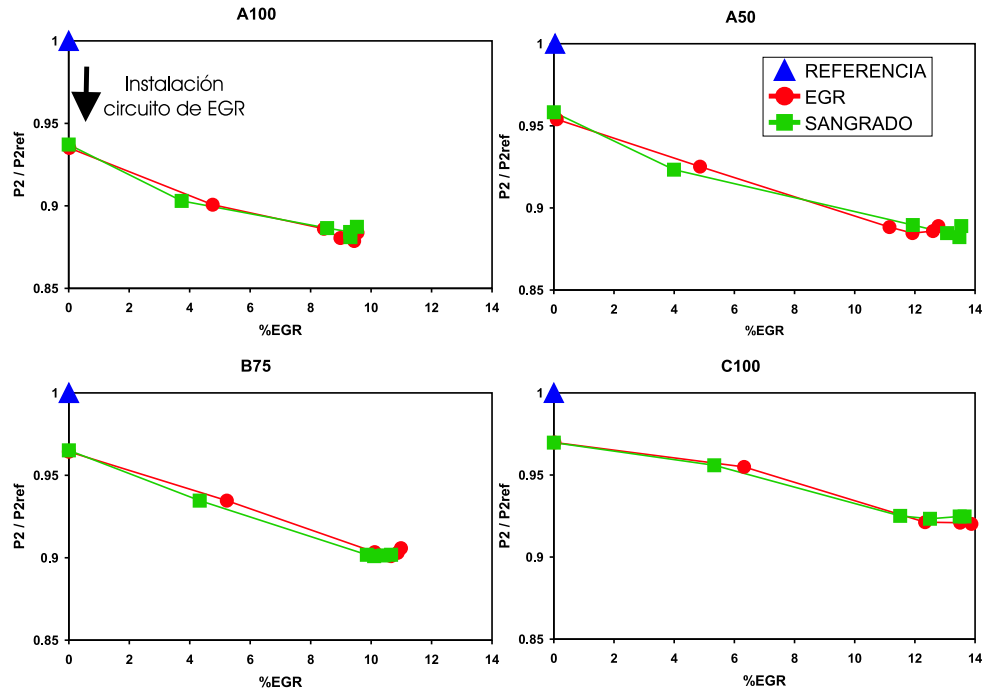 A100
1
0.95
0.9
0.85
P2 / P2ref
Instalación
circuito de EGR
0 2 4 6 8 10 12 14
%EGR
A50
1
0.95
0.9
0.85
P2 / P2ref
REFERENCIA
EGR
SANGRADO
0 2 4 6 8 10 12 14
%EGR
B75
1
0.95
0.9
0.85
P2 / P2ref
0 2 4 6 8 10 12 14
%EGR
C100
1
0.95
0.9
0.85
P2 / P2ref
0 2 4 6 8 10 12 14
%EGR